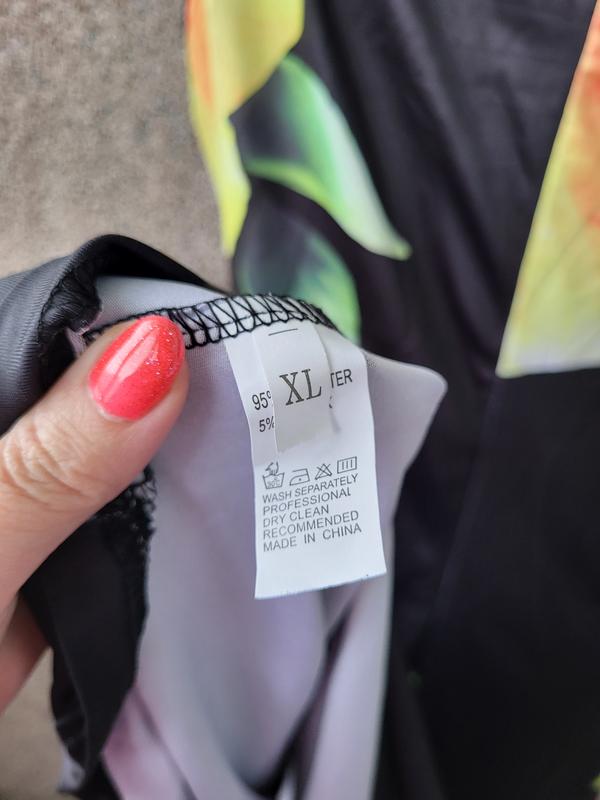 XL
95%
TER
5%
WASH SEPARATELY
PROFESSIONAL
DRY CLEAN
RECOMMENDED
MADE IN CHINA